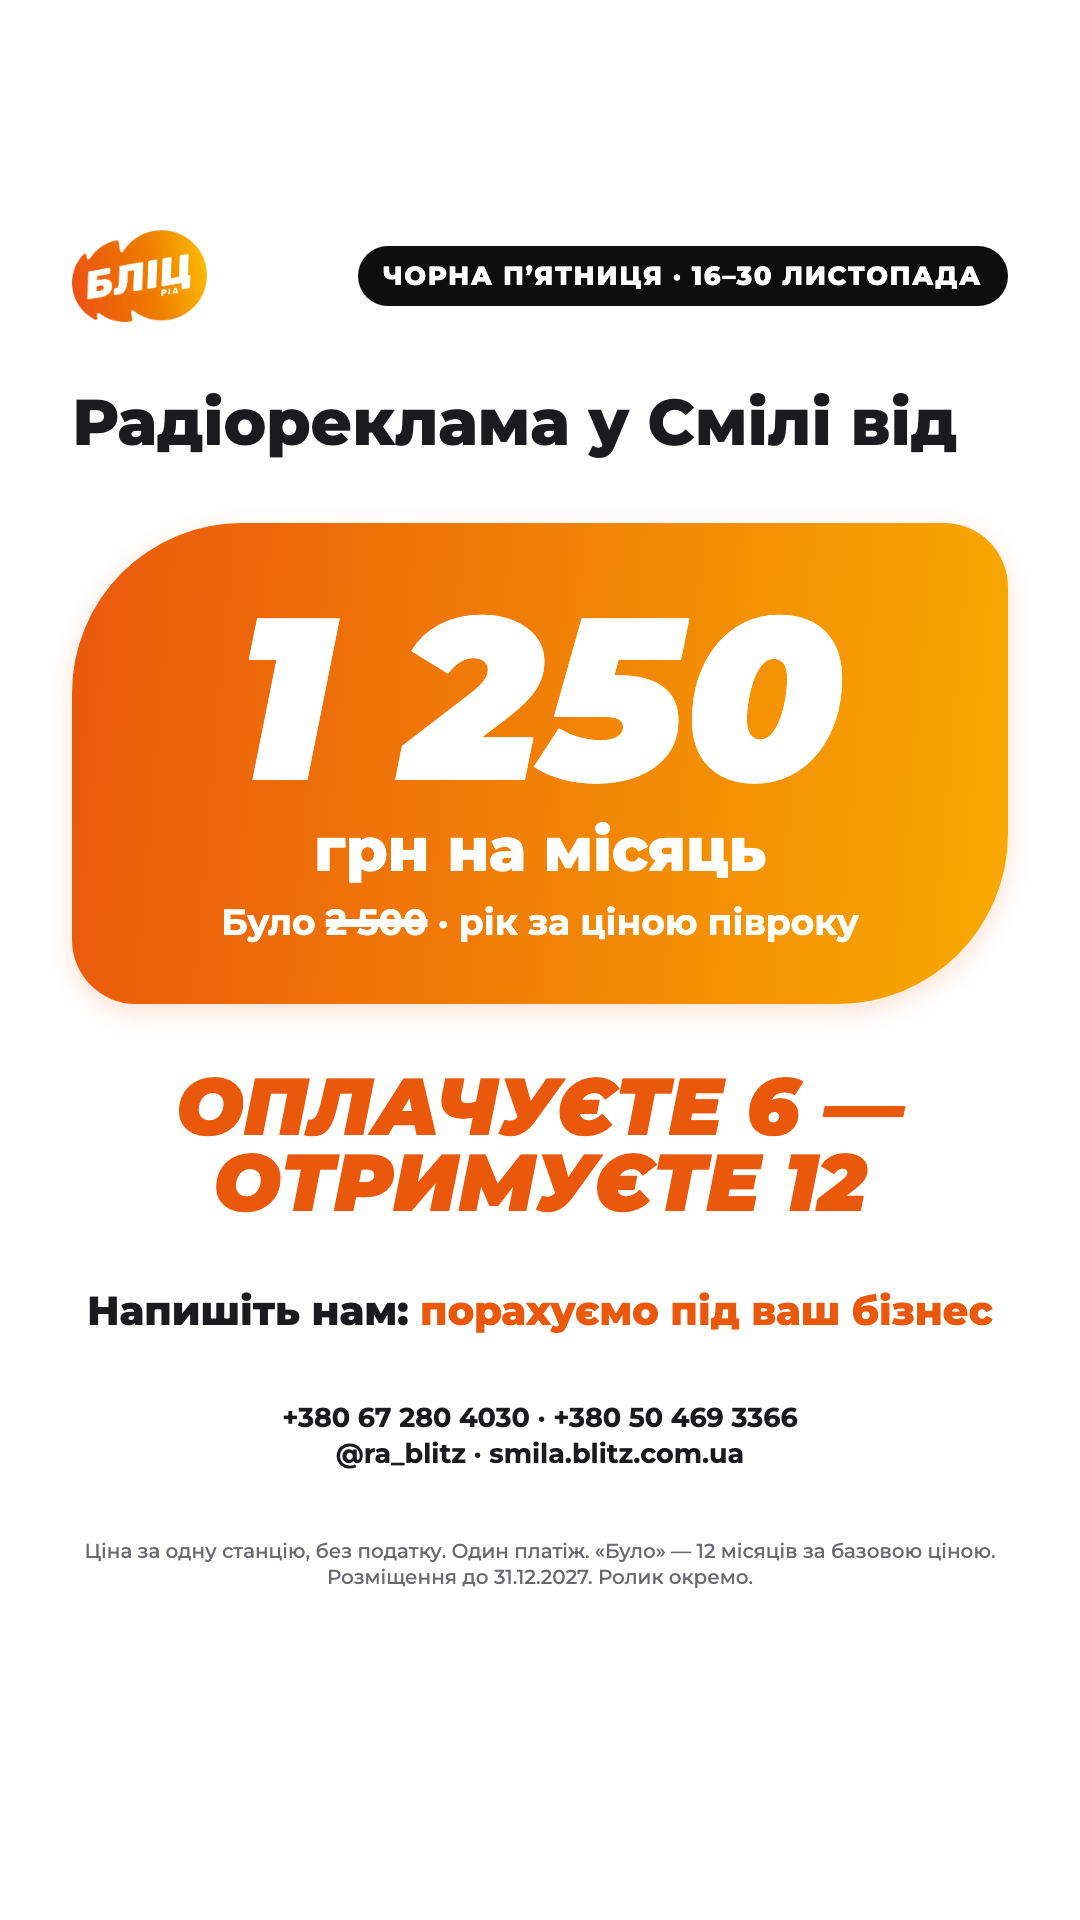 БЛІЦ
РІА
ЧОРНА П’ЯТНИЦЯ · 16–30 ЛИСТОПАДА
Радіореклама у Смілі від
1 250
грн на місяць
Було 2 500 · рік за ціною півроку
ОПЛАЧУЄТЕ 6 —
ОТРИМУЄТЕ 12
Напишіть нам: порахуємо під ваш бізнес
+380 67 280 4030 · +380 50 469 3366
@ra_blitz · smila.blitz.com.ua
Ціна за одну станцію, без податку. Один платіж. «Було» — 12 місяців за базовою ціною.
Розміщення до 31.12.2027. Ролик окремо.